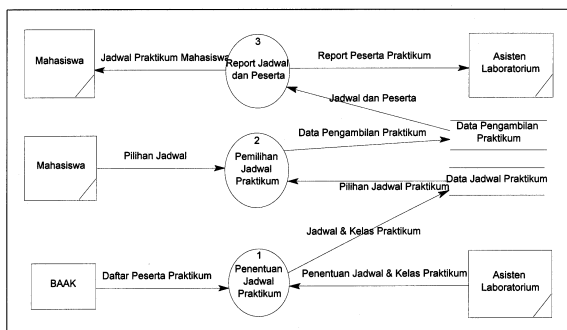 3
Mahasiswa
Jadwal Praktikum Mahasiswa
Report Jadwal
dan Peserta
Report Peserta Praktikum
Asisten
Laboratorium
Jadwal dan Peserta
Mahasiswa
Pilihan Jadwal
2
Pemilihan
Jadwal
Praktikum
Data Pengambilan Praktikum
Data Pengambilan
Praktikum
Pilihan Jadwal Praktikum
Data Jadwal Praktikum
Jadwal & Kelas Praktikum
BAAK
Daftar Peserta Praktikum
1
Penentuan
Jadwal
Praktikum
Penentuan Jadwal & Kelas Praktikum
Asisten
Laboratorium